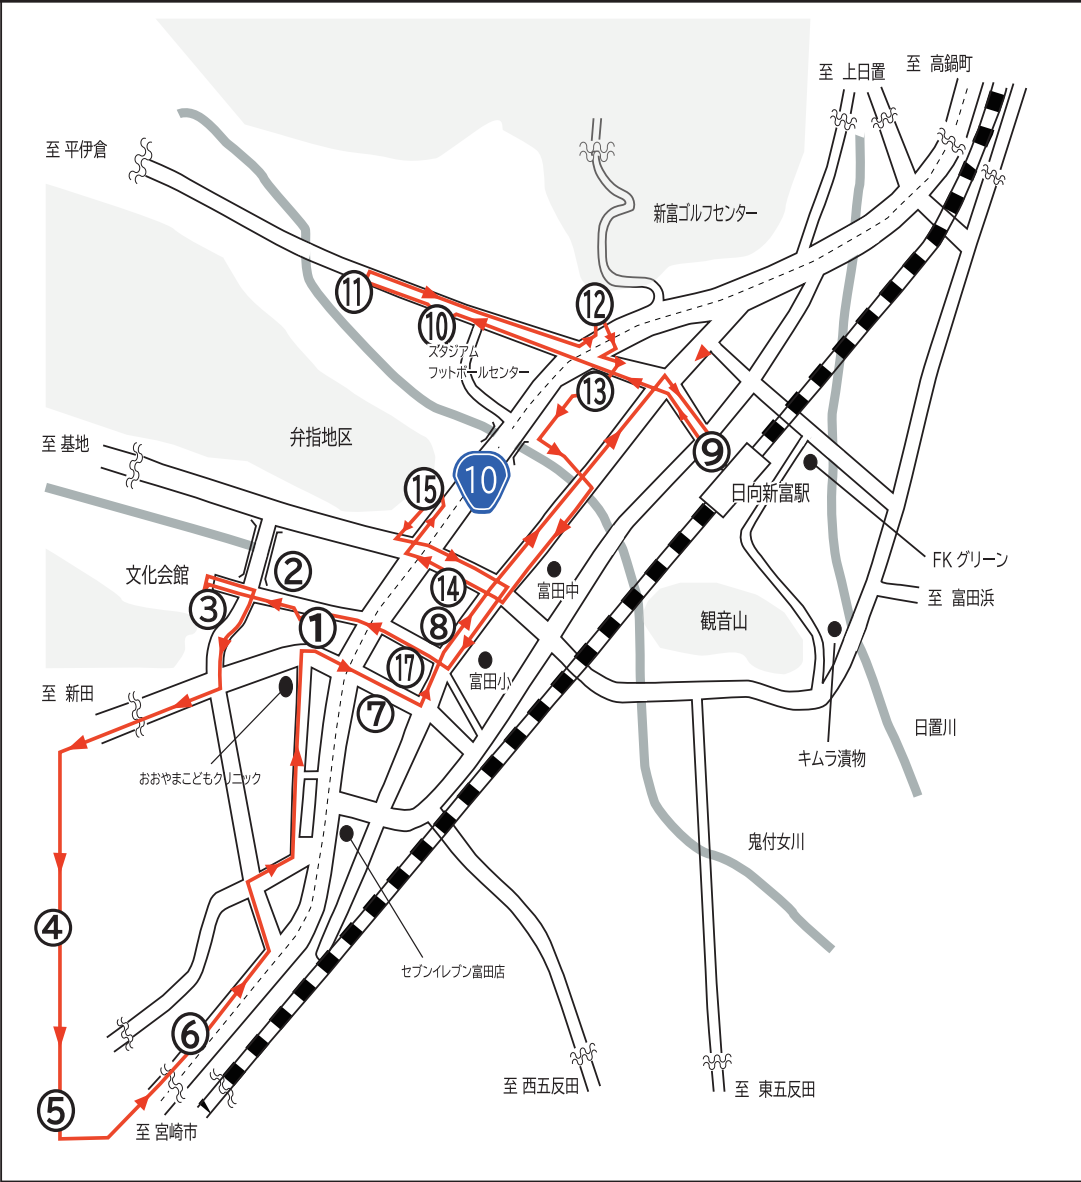 至 高鍋町
至 上日置
至 平伊倉
新富ゴルフセンター
⑪
⑫
⑩
スタジアム
フットボールセンター
⑬
弁指地区
至 基地
⑨
10
⑮
日向新富駅
FK グリーン
文化会館
②
富田中
⑭
至 富田浜
③
①
⑧
観音山
⑰
富田小
至 新田
⑦
日置川
キムラ漬物
おおやまこどもクリニック
鬼付女川
④
セブンイレブン富田店
⑥
至 西五反田
至 東五反田
⑤
至 宮崎市